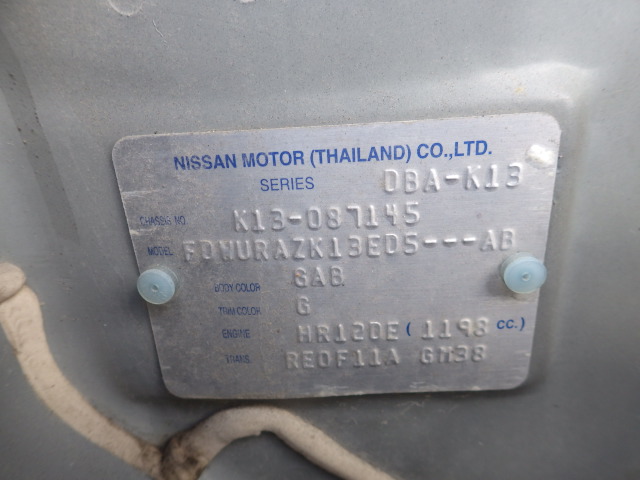 NISSAN MOTOR (THAILAND) CO.,LTD.
SERIES DBA-K13
CHASSIS NO. K13-087145
MODEL FDWURAZK13EDS---AB
BODY COLOR
TRIM COLOR G
ENGINE HR12DE (1198 CC.)
TRANS. RE0F11A GM38